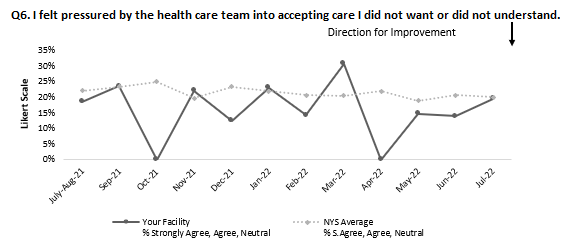 Q6. I felt pressured by the health care team into accepting care I did not want or did not understand.
Direction for Improvement
Likert Scale
35%
30%
25%
20%
15%
10%
5%
0%
July-Aug-21
Sep-21
Oct-21
Nov-21
Dec-21
Jan-22
Feb-22
Mar-22
Apr-22
May-22
Jun-22
Jul-22
Your Facility
% Strongly Agree, Agree, Neutral
NYS Average
% S.Agree, Agree, Neutral